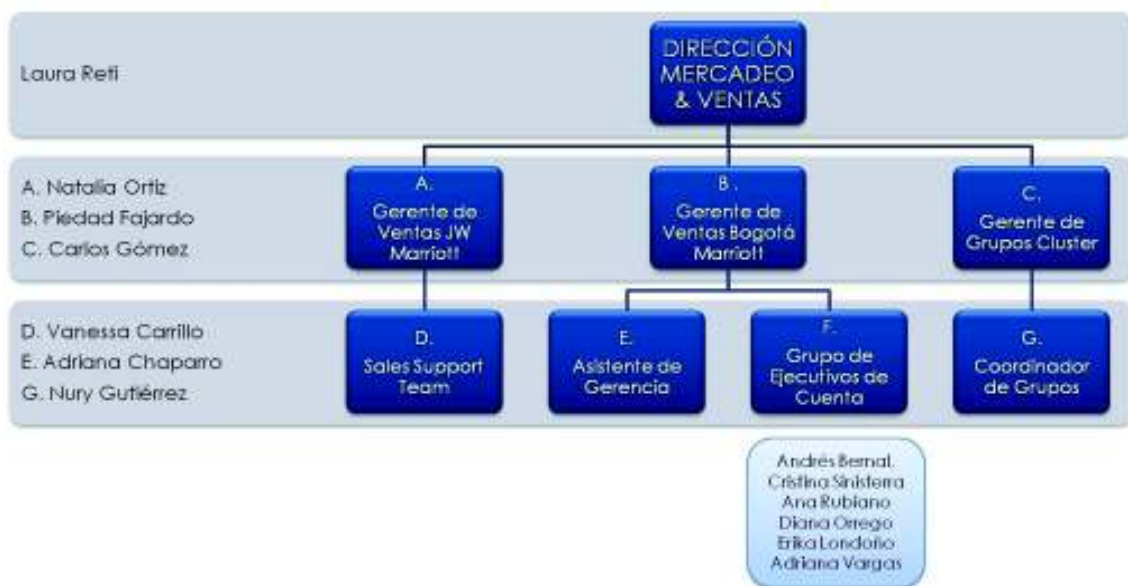 Laura Reti
DIRECCIÓN
MERCADEO
& VENTAS
A. Natalia Ortiz
B. Piedad Fajardo
C. Carlos Gómez
A.
Gerente de
Ventas JW
Marriott
B.
Gerente de
Ventas Bogotá
Marriott
C.
Gerente de
Grupos Cluster
D. Vanessa Carrillo
E. Adriana Chaparro
G. Nury Gutiérrez
D.
Sales Support
Team
E.
Asistente de
Gerencia
F.
Grupo de
Ejecutivos de
Cuenta
G.
Coordinador
de Grupos
Andrés Bernal.
Cristina Sinisterra
Ana Rubiano
Diana Orrego
Erika Londoño
Adriana Vargas